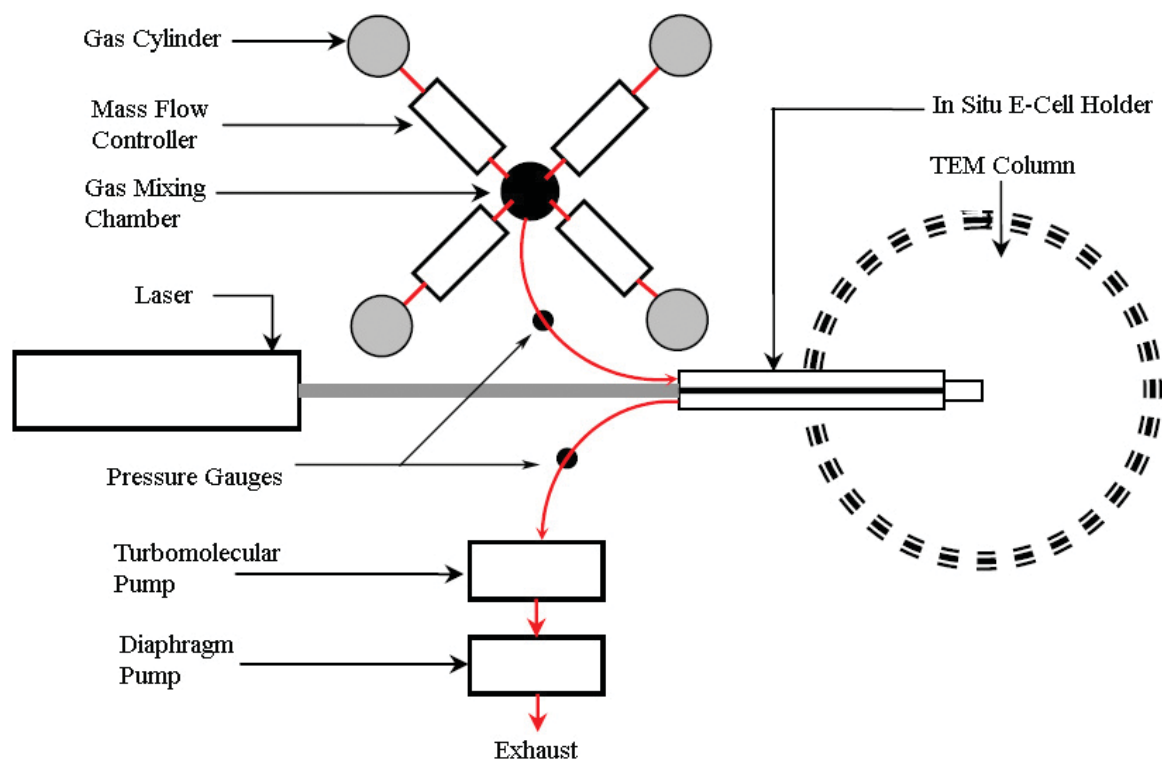 Gas Cylinder
Mass Flow
Controller
Gas Mixing
Chamber
Laser
In Situ E-Cell Holder
TEM Column
Pressure Gauges
Turbomolecular
Pump
Diaphragm
Pump
Exhaust